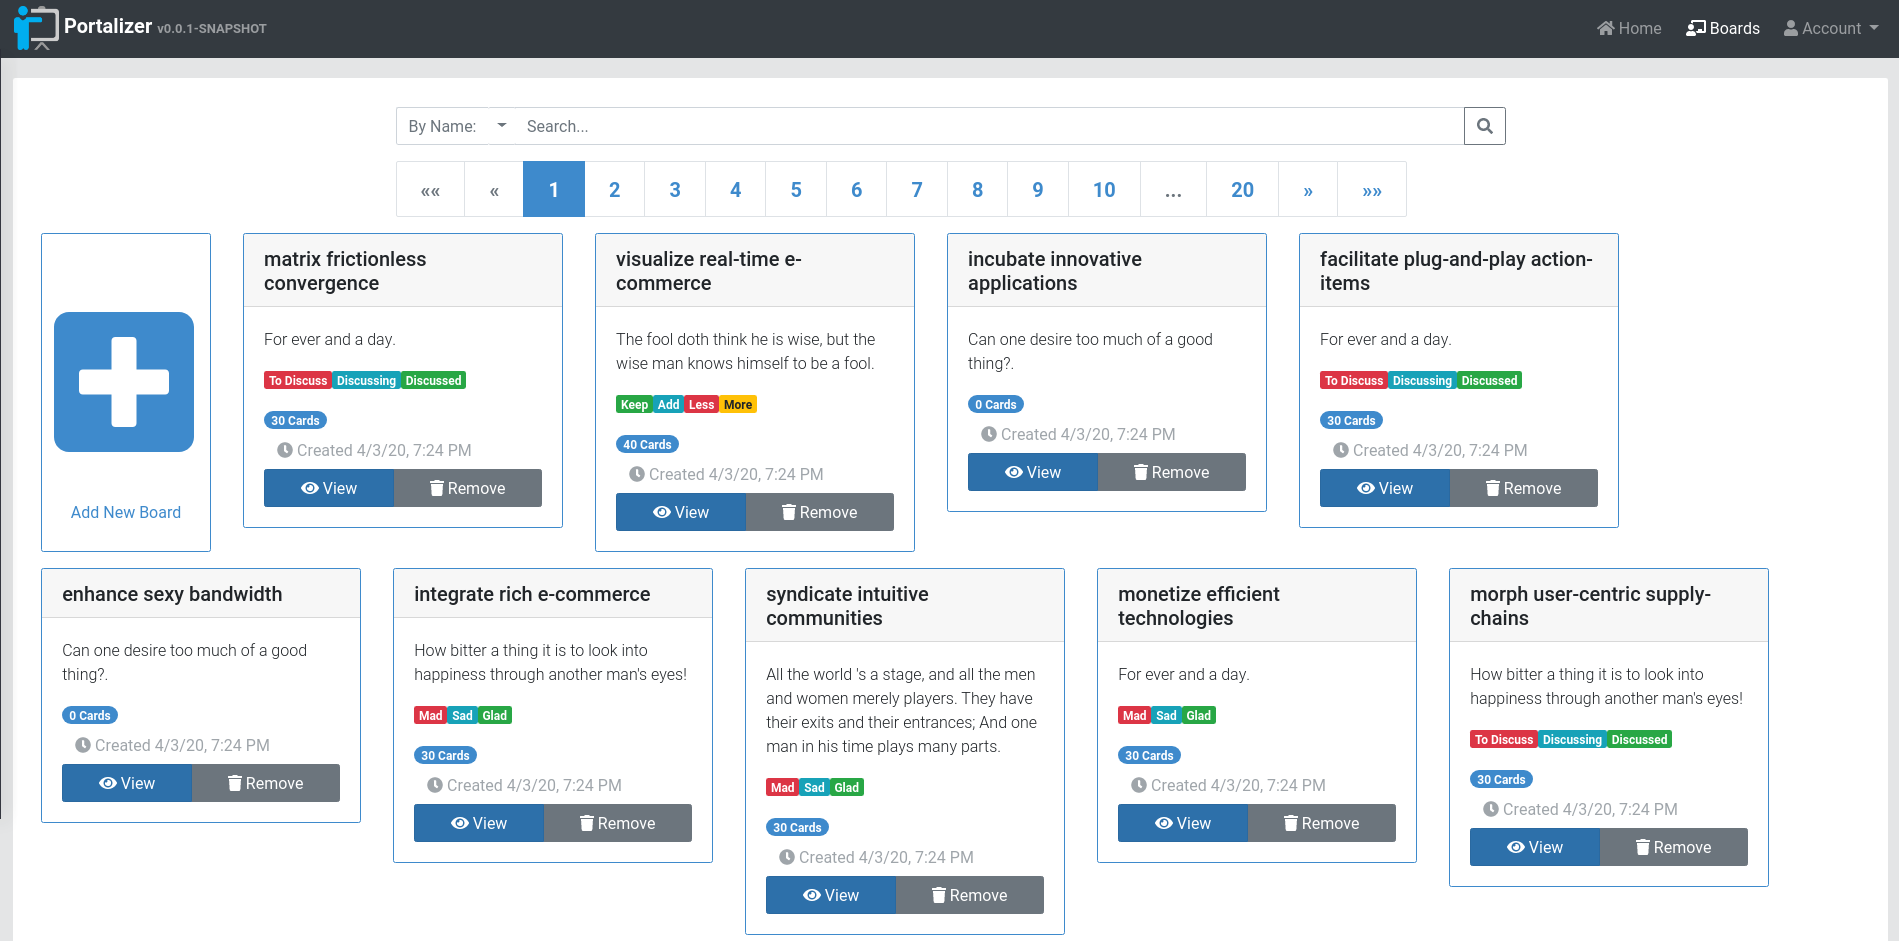 Portalizer v0.0.1-SNAPSHOT
Home Boards Account
By Name: Search...
«« « 1 2 3 4 5 6 7 8 9 10 ... 20 » »»
Add New Board
matrix frictionless
convergence
For ever and a day.
To Discuss Discussing Discussed
30 Cards
Created 4/3/20, 7:24 PM
View Remove
visualize real-time e-
commerce
The fool doth think he is wise, but the
wise man knows himself to be a fool.
Keep Add Less More
40 Cards
Created 4/3/20, 7:24 PM
View Remove
incubate innovative
applications
Can one desire too much of a good
thing?.
0 Cards
Created 4/3/20, 7:24 PM
View Remove
facilitate plug-and-play action-
items
For ever and a day.
To Discuss Discussing Discussed
30 Cards
Created 4/3/20, 7:24 PM
View Remove
enhance sexy bandwidth
Can one desire too much of a good
thing?.
0 Cards
Created 4/3/20, 7:24 PM
View Remove
integrate rich e-commerce
How bitter a thing it is to look into
happiness through another man's eyes!
Mad Sad Glad
30 Cards
Created 4/3/20, 7:24 PM
View Remove
syndicate intuitive
communities
All the world 's a stage, and all the men
and women merely players. They have
their exits and their entrances; And one
man in his time plays many parts.
Mad Sad Glad
30 Cards
Created 4/3/20, 7:24 PM
View Remove
monetize efficient
technologies
For ever and a day.
Mad Sad Glad
30 Cards
Created 4/3/20, 7:24 PM
View Remove
morph user-centric supply-
chains
How bitter a thing it is to look into
happiness through another man's eyes!
To Discuss Discussing Discussed
30 Cards
Created 4/3/20, 7:24 PM
View Remove